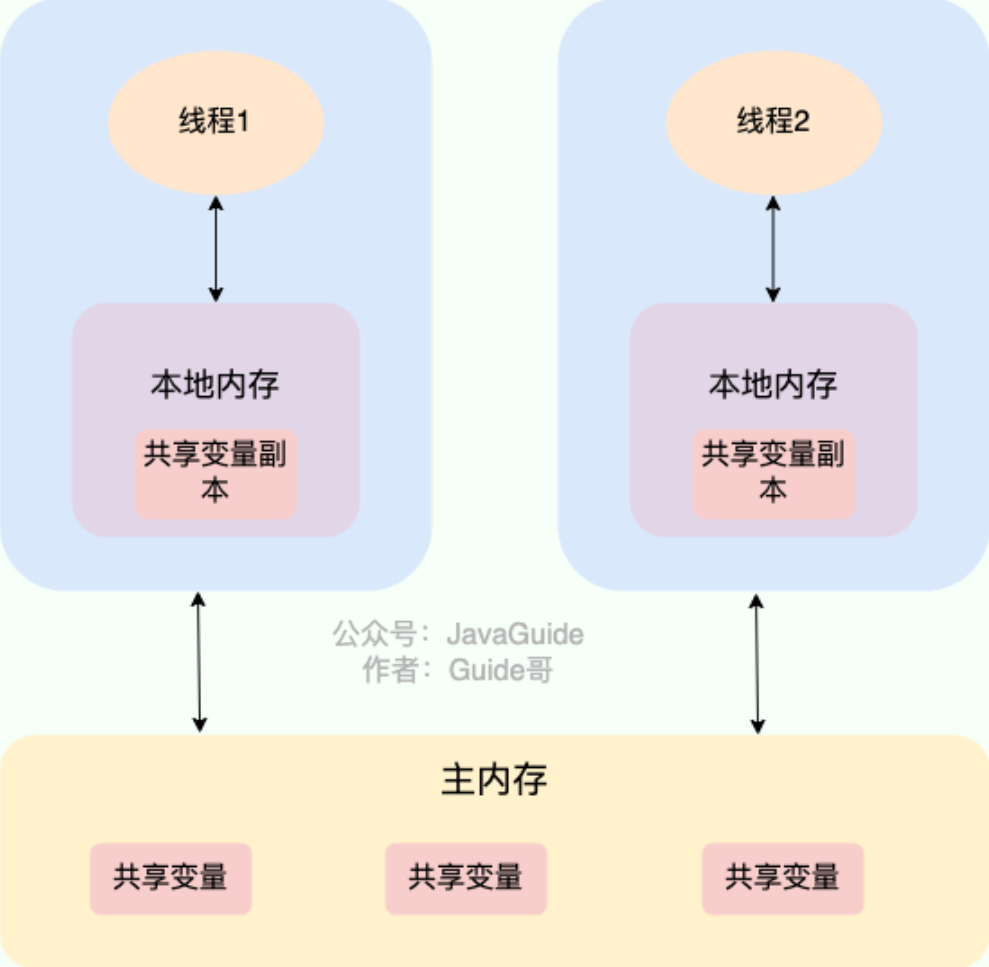 线程1
线程2
本地内存
本地内存
共享变量副
本
共享变量副
本
公众号：JavaGuide
作者：Guide哥
主内存
共享变量
共享变量
共享变量